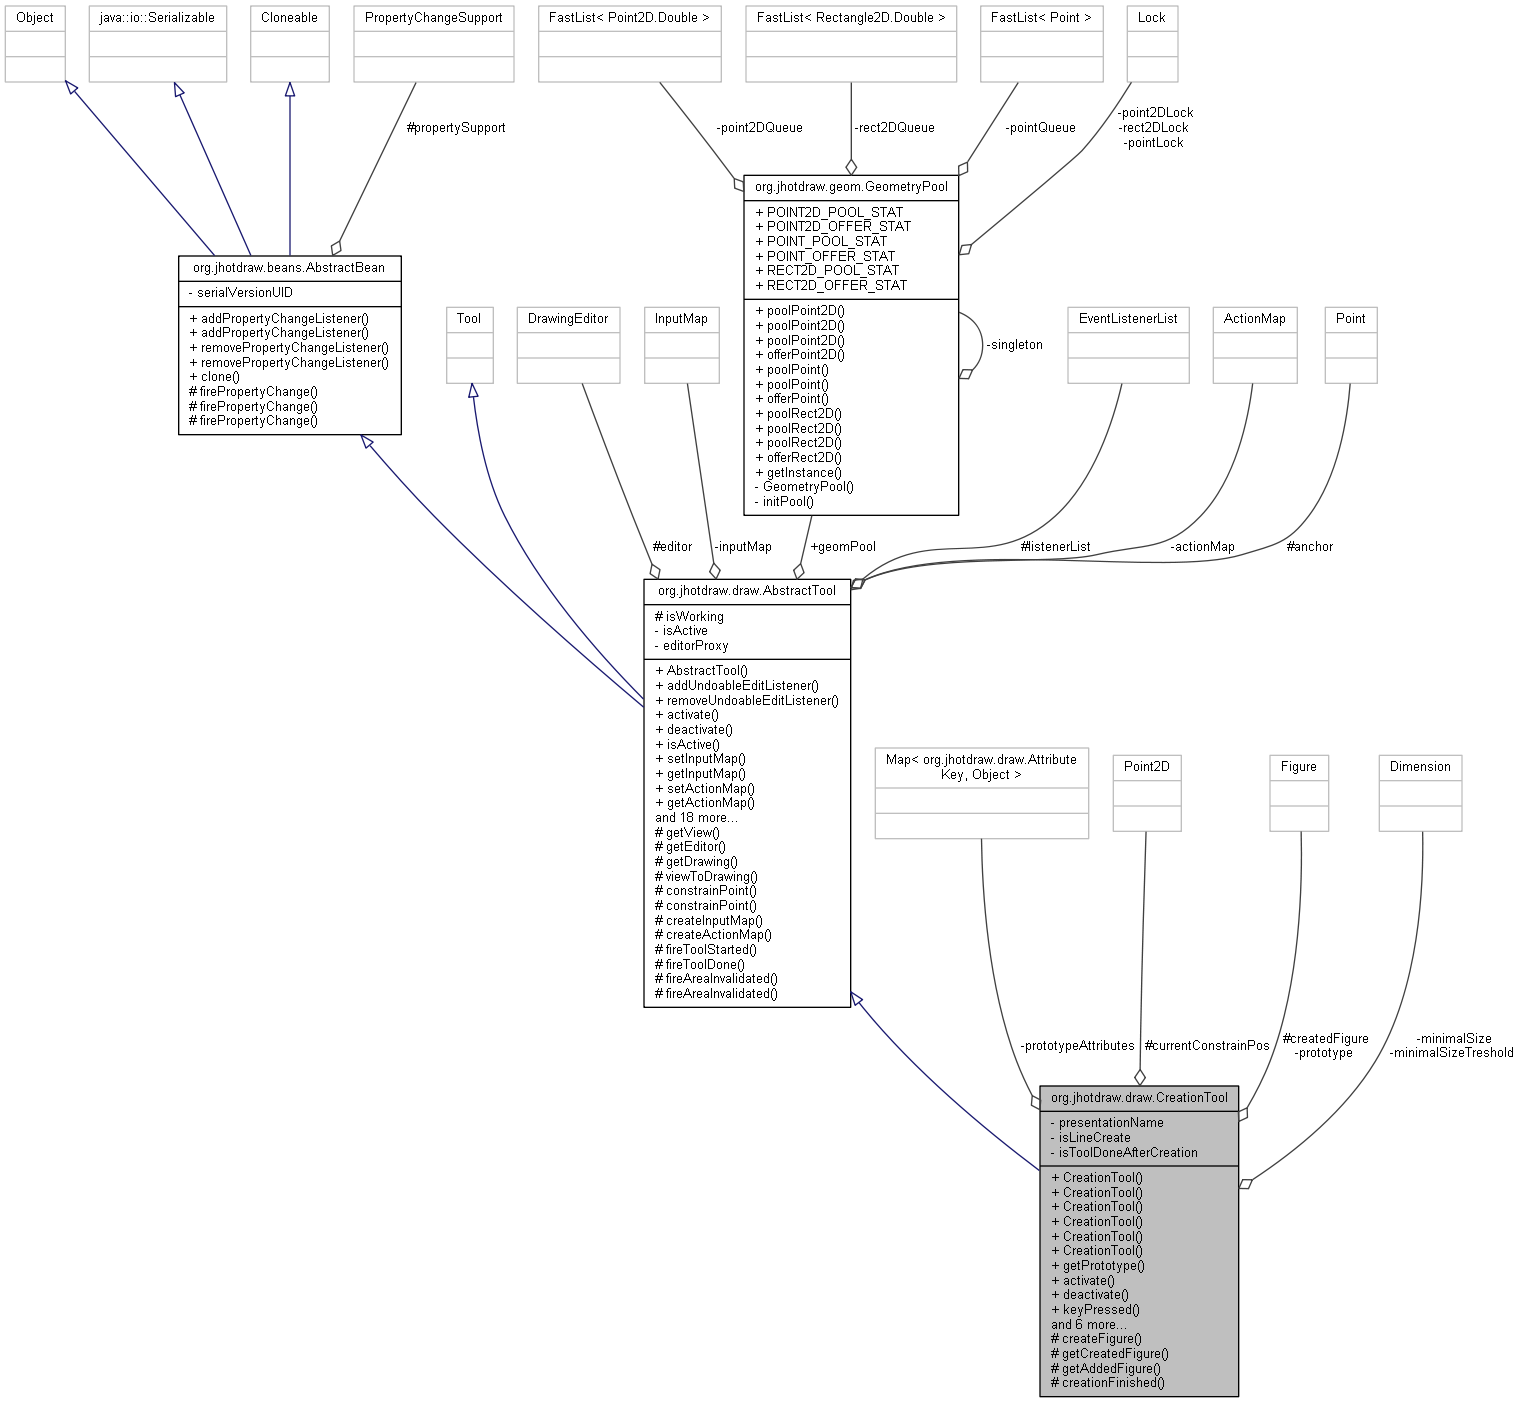 Object
java::io::Serializable
Cloneable
PropertyChangeSupport
FastList< Point2D.Double >
FastList< Rectangle2D.Double >
FastList< Point >
Lock
#propertySupport
-point2DQueue
-rect2DQueue
-pointQueue
-point2DLock
-rect2DLock
-pointLock
org.jhotdraw.geom.GeometryPool
+ POINT2D_POOL_STAT
+ POINT2D_OFFER_STAT
+ POINT_POOL_STAT
+ POINT_OFFER_STAT
+ RECT2D_POOL_STAT
+ RECT2D_OFFER_STAT
+ poolPoint2D()
+ poolPoint2D()
+ poolPoint2D()
+ offerPoint2D()
+ poolPoint()
+ poolPoint()
+ offerPoint()
+ poolRect2D()
+ poolRect2D()
+ poolRect2D()
+ offerRect2D()
+ getInstance()
- GeometryPool()
- initPool()
-singleton
org.jhotdraw.beans.AbstractBean
- serialVersionUID
+ addPropertyChangeListener()
+ addPropertyChangeListener()
+ removePropertyChangeListener()
+ removePropertyChangeListener()
+ clone()
# firePropertyChange()
# firePropertyChange()
# firePropertyChange()
Tool
DrawingEditor
InputMap
EventListenerList
ActionMap
Point
#editor
-inputMap
+geomPool
#listenerList
-actionMap
#anchor
org.jhotdraw.draw.AbstractTool
# isWorking
- isActive
- editorProxy
+ AbstractTool()
+ addUndoableEditListener()
+ removeUndoableEditListener()
+ activate()
+ deactivate()
+ isActive()
+ setInputMap()
+ getInputMap()
+ setActionMap()
+ getActionMap()
and 18 more...
# getView()
# getEditor()
# getDrawing()
# viewToDrawing()
# constrainPoint()
# constrainPoint()
# createInputMap()
# createActionMap()
# fireToolStarted()
# fireToolDone()
# fireAreaInvalidated()
# fireAreaInvalidated()
Map< org.jhotdraw.draw.Attribute
Key, Object >
Point2D
Figure
Dimension
-prototypeAttributes
#currentConstrainPos
#createdFigure
-prototype
-minimalSize
-minimalSizeTreshold
org.jhotdraw.draw.CreationTool
- presentationName
- isLineCreate
- isToolDoneAfterCreation
+ CreationTool()
+ CreationTool()
+ CreationTool()
+ CreationTool()
+ CreationTool()
+ CreationTool()
+ getPrototype()
+ activate()
+ deactivate()
+ keyPressed()
and 6 more...
# createFigure()
# getCreatedFigure()
# getAddedFigure()
# creationFinished()